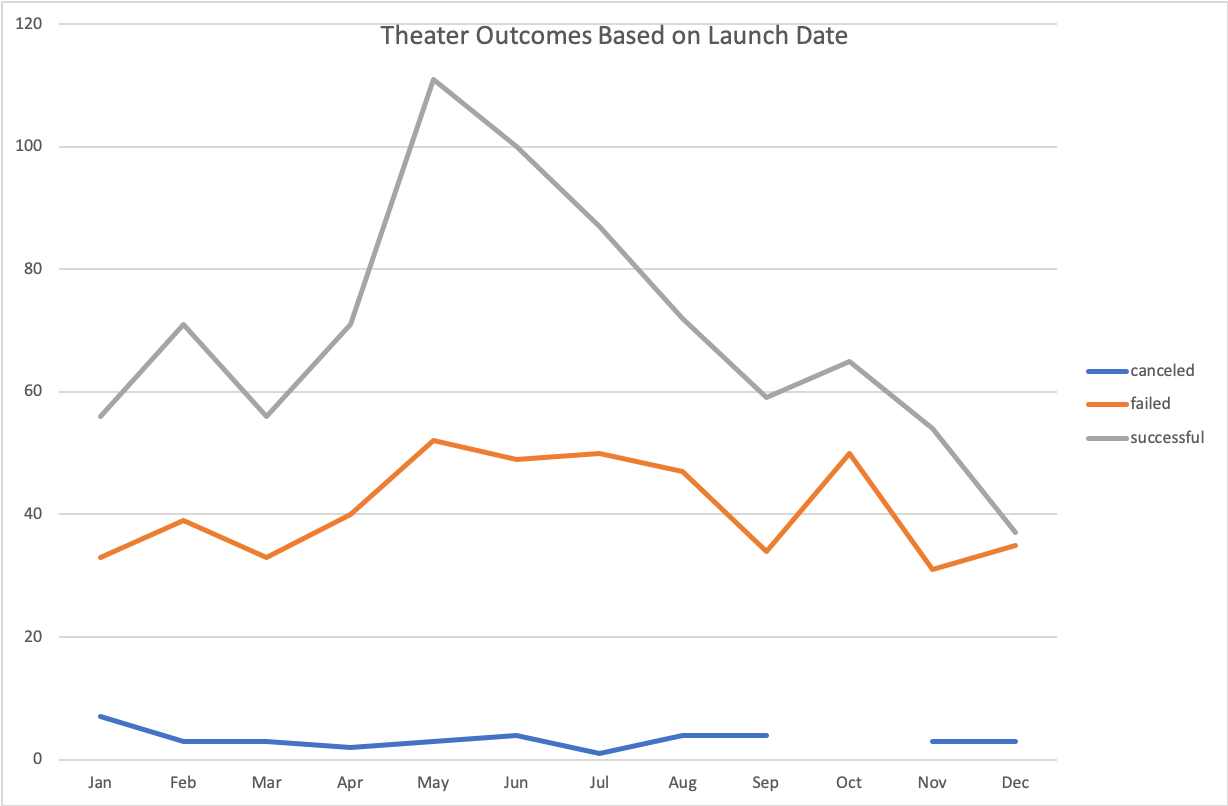 Theater Outcomes Based on Launch Date
120
100
80
60
40
20
0
Jan Feb Mar Apr May Jun Jul Aug Sep Oct Nov Dec
canceled
failed
successful